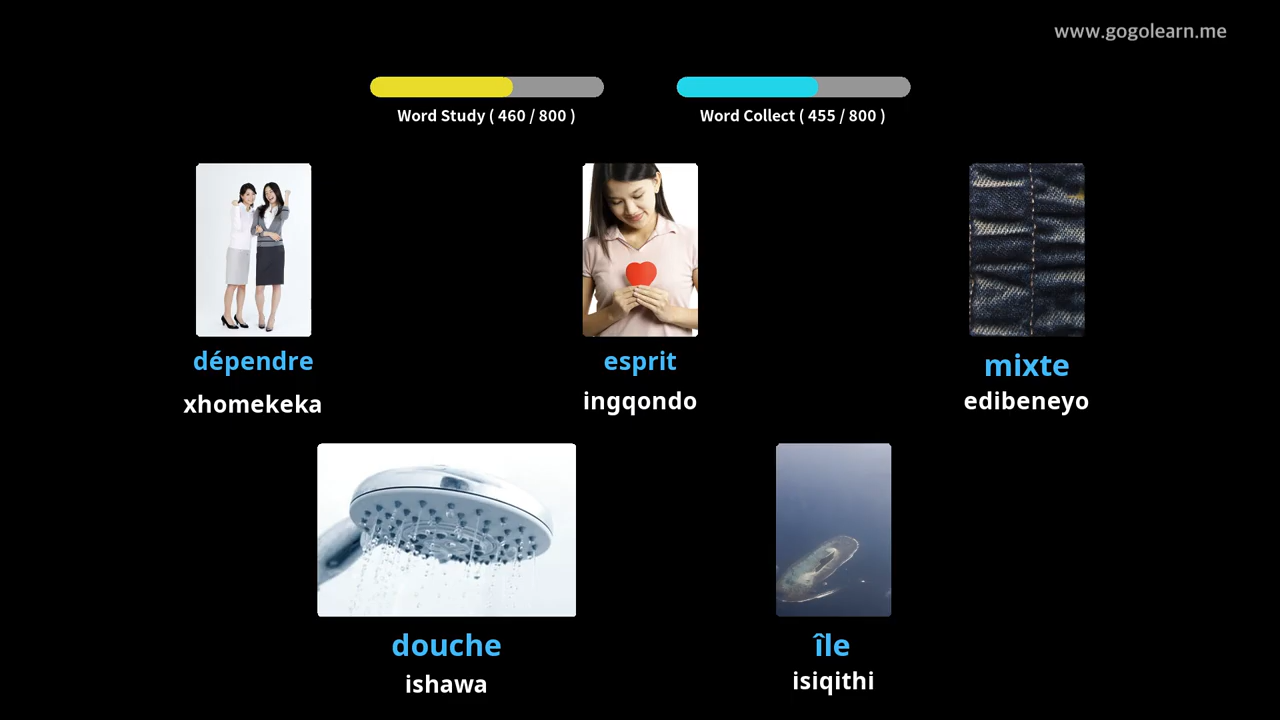 www.gogolearn.me
Word Study ( 460 / 800 )
Word Collect ( 455 / 800 )
dépendre
xhomekeka
esprit
ingqondo
mixte
edibeneyo
douche
ishawa
île
isiqithi